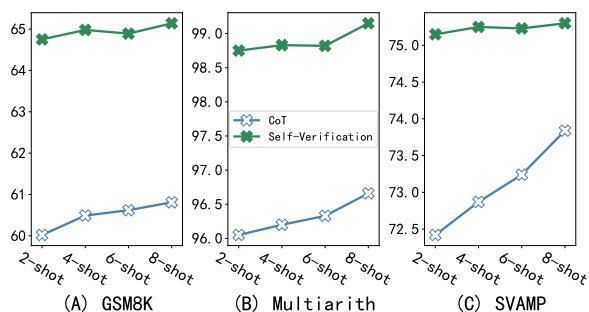 65
64
63
62
61
60
2-shot
4-shot
6-shot
8-shot
(A) GSM8K
99.0
98.5
98.0
97.5
97.0
96.5
96.0
CoT
Self-Verification
2-shot
4-shot
6-shot
8-shot
(B) Multiarith
75.0
74.5
74.0
73.5
73.0
72.5
2-shot
4-shot
6-shot
8-shot
(C) SVAMP